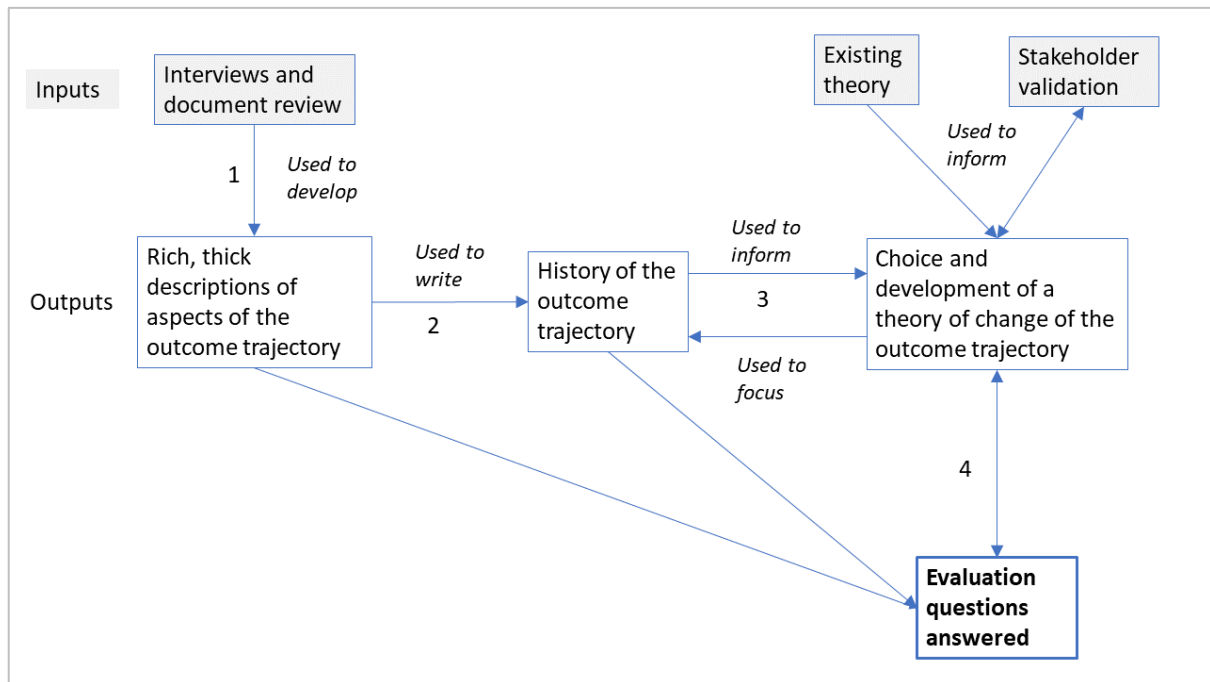 Inputs
Interviews and
document review
Existing
theory
Stakeholder
validation
1
Used to
develop
Used to
inform
Outputs
Rich, thick
descriptions of
aspects of the
outcome trajectory
Used to
write
2
History of the
outcome
trajectory
Used to
inform
3
Used to
focus
Choice and
development of a
theory of change of the
outcome trajectory
4
Evaluation
questions
answered